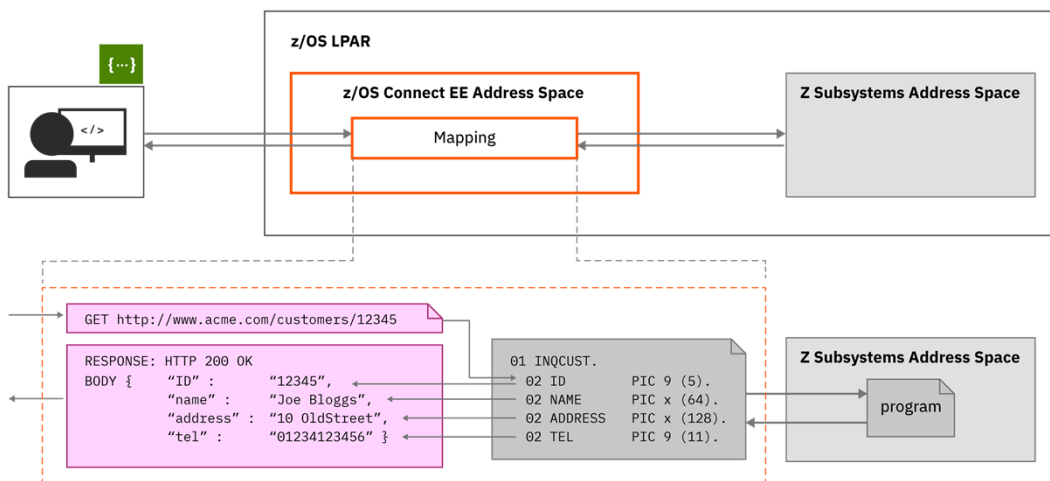 z/OS LPAR
{...}
z/OS Connect EE Address Space
Z Subsystems Address Space
</>
Mapping
GET http://www.acme.com/customers/12345
RESPONSE: HTTP 200 OK
BODY { “ID” : “12345”,
“name” : “Joe Bloggs”,
“address” : “10 OldStreet”,
“tel” : “01234123456” }
01 INQCUST.
02 ID PIC 9 (5).
02 NAME PIC x (64).
02 ADDRESS PIC x (128).
02 TEL PIC 9 (11).
Z Subsystems Address Space
program